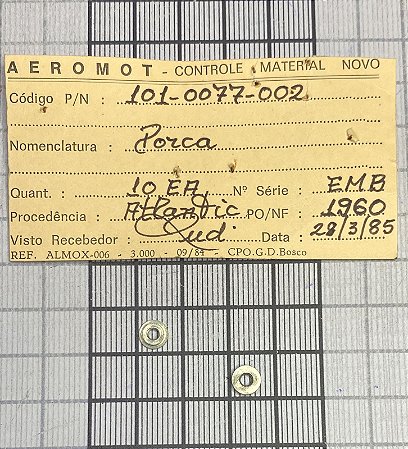 AEROMOT - CONTROLE MATERIAL NOVO
Código P/N : 101-0077-002
Nomenclatura : Porca
Quant. : 10 EA, Nº Série : EMB
Procedência : Atlantic PO/NF : 1960
Visto Recebedor : Data : 28/3/85
REF. ALMOX-006 - 3.000 - 09/84 - CPO.G.D.Bosco